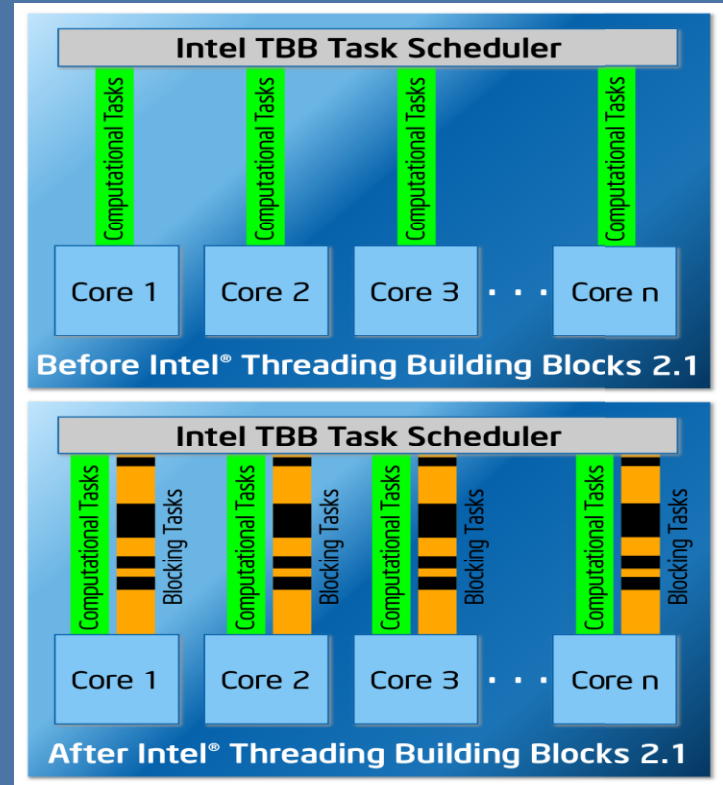 Intel TBB Task Scheduler
Computational Tasks
Computational Tasks
Computational Tasks
Computational Tasks
Core 1
Core 2
Core 3
. . .
Core n
Before Intel® Threading Building Blocks 2.1
Intel TBB Task Scheduler
Computational Tasks
Blocking Tasks
Computational Tasks
Blocking Tasks
Computational Tasks
Blocking Tasks
Computational Tasks
Blocking Tasks
Core 1
Core 2
Core 3
. . .
Core n
After Intel® Threading Building Blocks 2.1